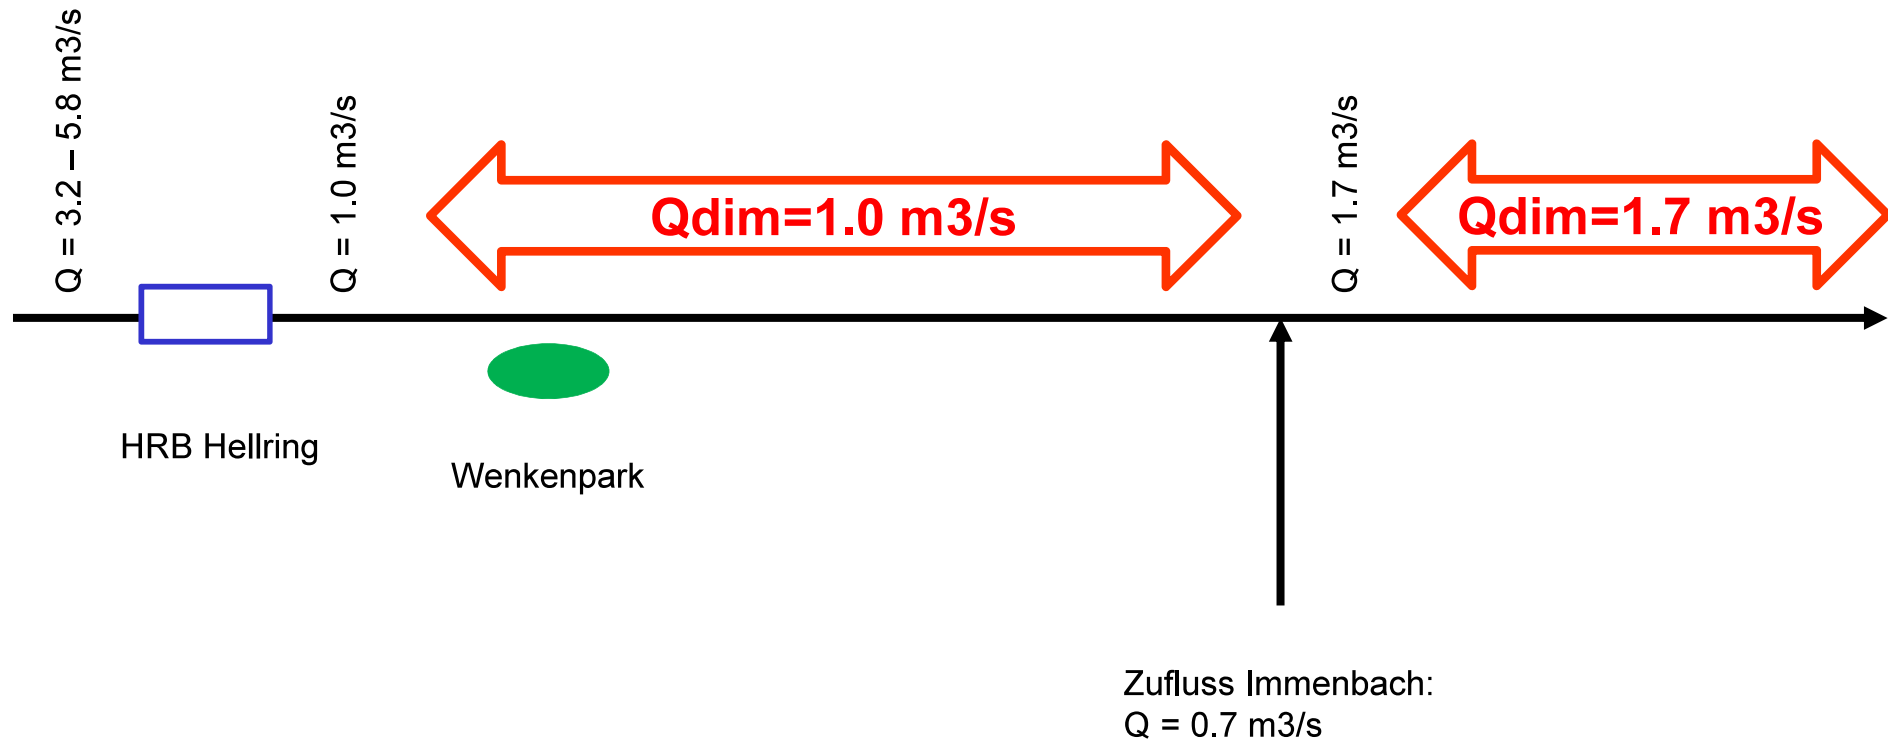 Q = 3.2 – 5.8 m3/s
Q = 1.0 m3/s
Qdim=1.0 m3/s
Q = 1.7 m3/s
Qdim=1.7 m3/s
HRB Hellring
Wenkenpark
Zufluss Immenbach:
Q = 0.7 m3/s